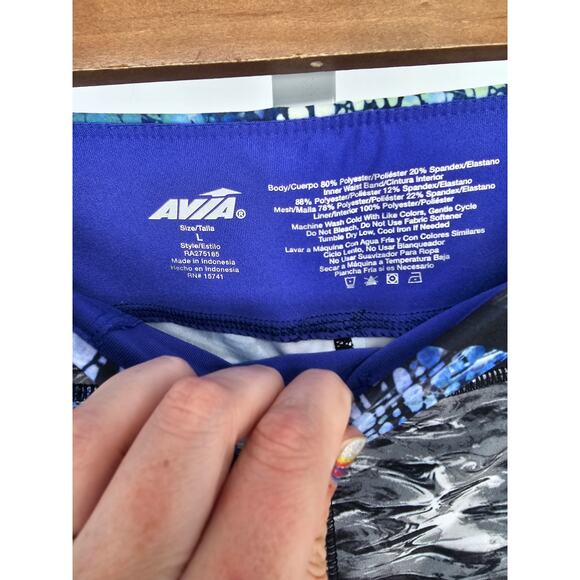 AVIA®
Size/Talla
L
Style/Estilo
RA275165
Made in Indonesia
Hecho en Indonesia
RN# 15741
Body/Cuerpo 80% Polyester/Poliéster 20% Spandex/Elastano
Inner Waist Band/Cintura Interior
88% Polyester/Poliéster 12% Spandex/Elastano
Mesh/Malla 78% Polyester/Poliéster 22% Spandex/Elastano
Liner/Interior 100% Polyester/Poliéster
Machine Wash Cold With Like Colors, Gentle Cycle
Do Not Bleach, Do Not Use Fabric Softener
Tumble Dry Low, Cool Iron If Needed
Lavar a Máquina con Agua Fria y Con Colores Similares
Ciclo Lento, No Usar Blanqueador
No Usar Suavizador Para Ropa
Secar a Máquina a Temperatura Baja
Plancha Fria si es Necesario